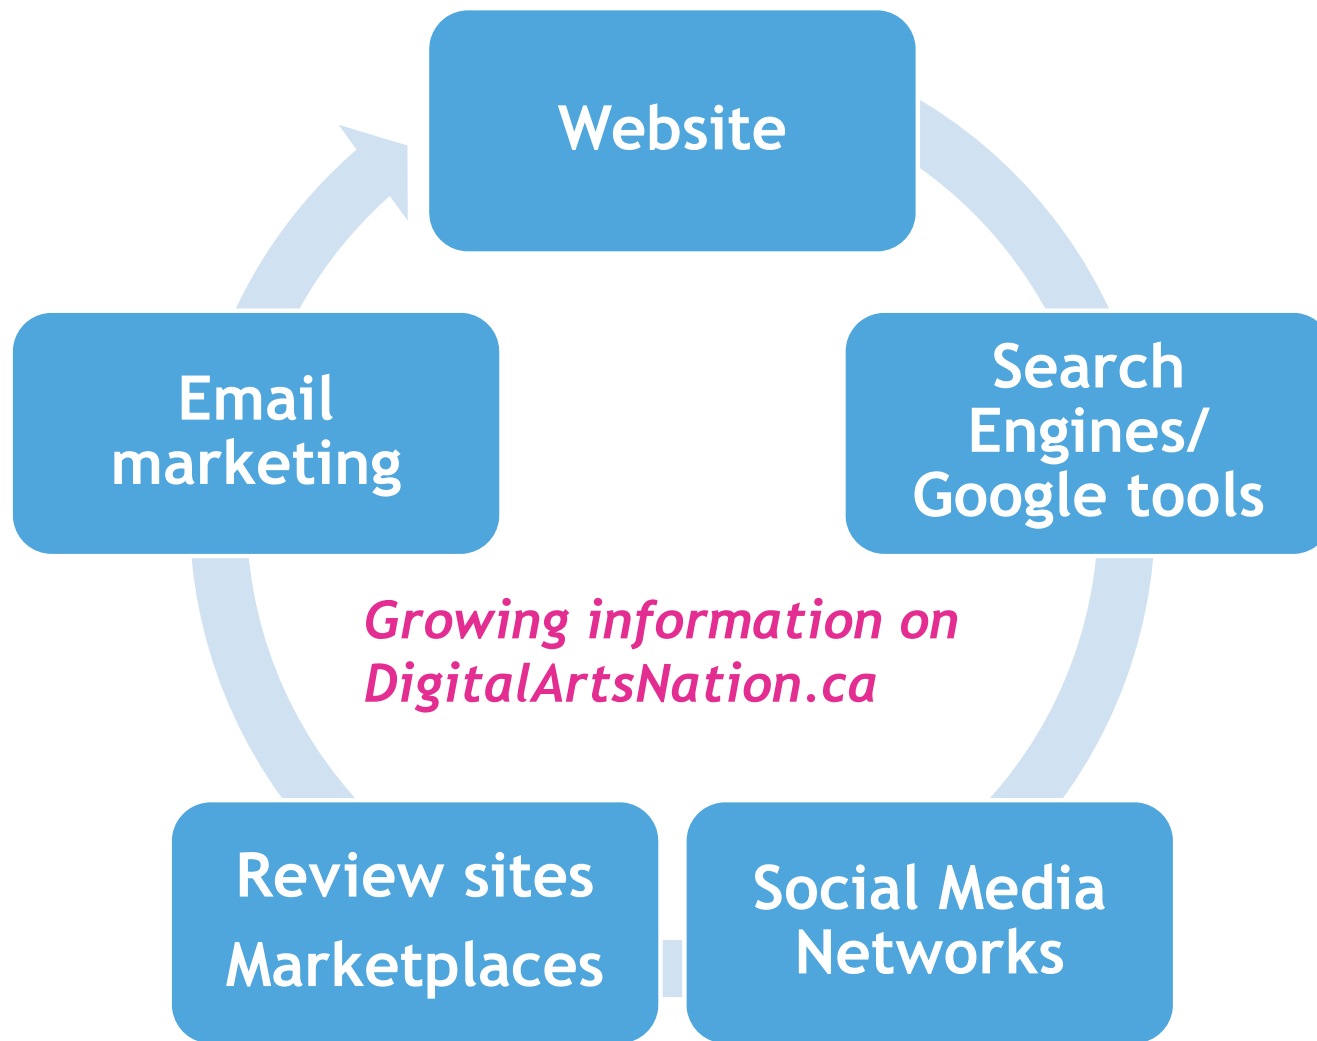 Website
Search
Engines/
Google tools
Social Media
Networks
Review sites
Marketplaces
Email
marketing
Growing information on
DigitalArtsNation.ca